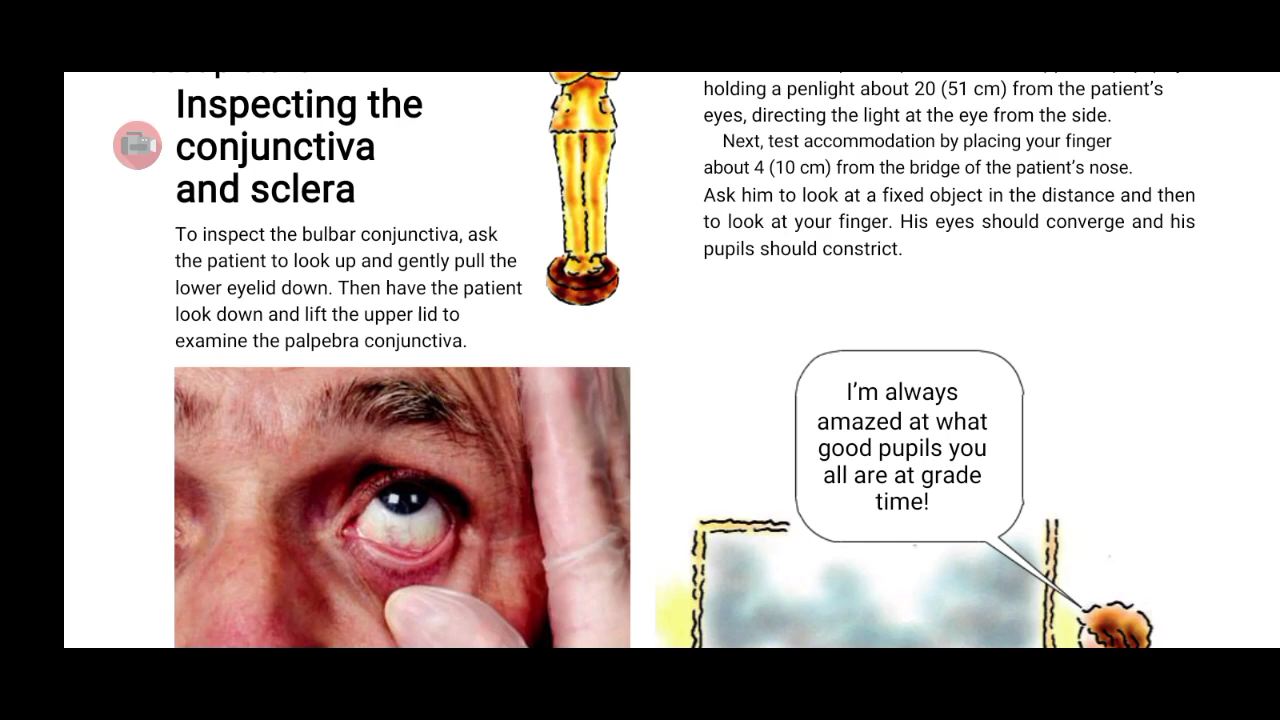 Inspecting the
conjunctiva
and sclera
To inspect the bulbar conjunctiva, ask
the patient to look up and gently pull the
lower eyelid down. Then have the patient
look down and lift the upper lid to
examine the palpebra conjunctiva.
holding a penlight about 20 (51 cm) from the patient’s
eyes, directing the light at the eye from the side.
Next, test accommodation by placing your finger
about 4 (10 cm) from the bridge of the patient’s nose.
Ask him to look at a fixed object in the distance and then
to look at your finger. His eyes should converge and his
pupils should constrict.
I’m always
amazed at what
good pupils you
all are at grade
time!